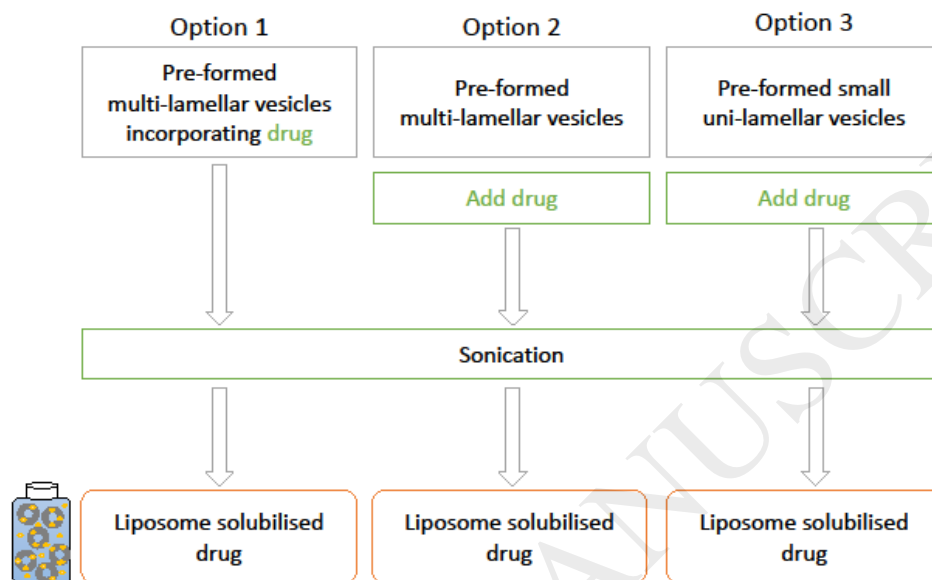 Option 1
Option 2
Option 3
Pre-formed
multi-lamellar vesicles
incorporating drug
Pre-formed
multi-lamellar vesicles
Pre-formed small
uni-lamellar vesicles
Add drug
Add drug
Sonication
Liposome solubilised
drug
Liposome solubilised
drug
Liposome solubilised
drug